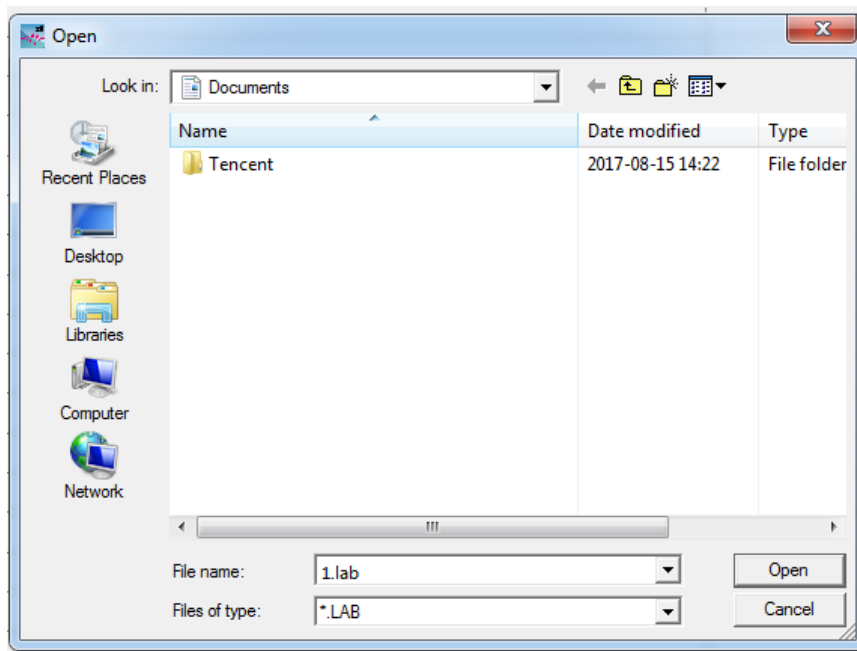 Open
Look in: Documents
Name Date modified Type
Tencent 2017-08-15 14:22 File folder
Recent Places
Desktop
Libraries
Computer
Network
File name: 1.lab Open
Files of type: *.LAB Cancel